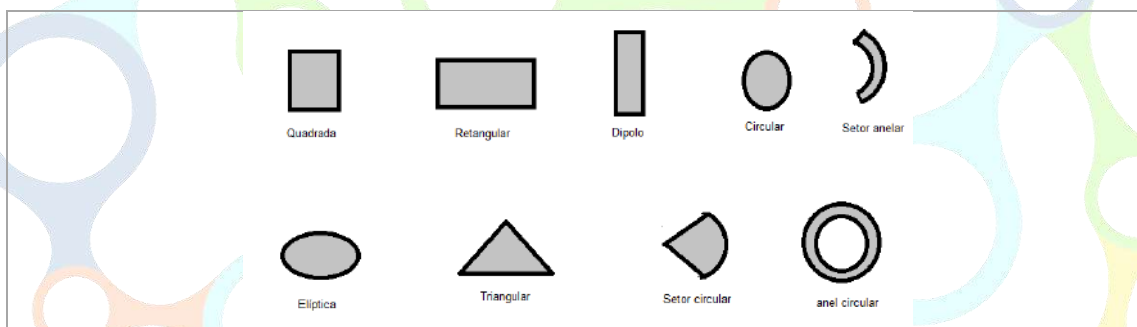 Quadrada
Retangular
Dipolo
Circular
Setor anelar
Elíptica
Triangular
Setor circular
anel circular